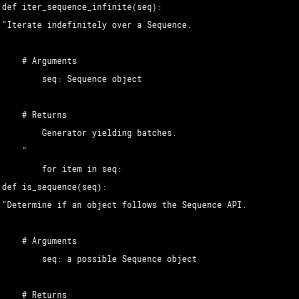 def iter_sequence_infinite(seq):
"Iterate indefinitely over a Sequence.
# Arguments
seq: Sequence object
# Returns
Generator yielding batches.
"
for item in seq:
def is_sequence(seq):
"Determine if an object follows the Sequence API.
# Arguments
seq: a possible Sequence object
# Returns